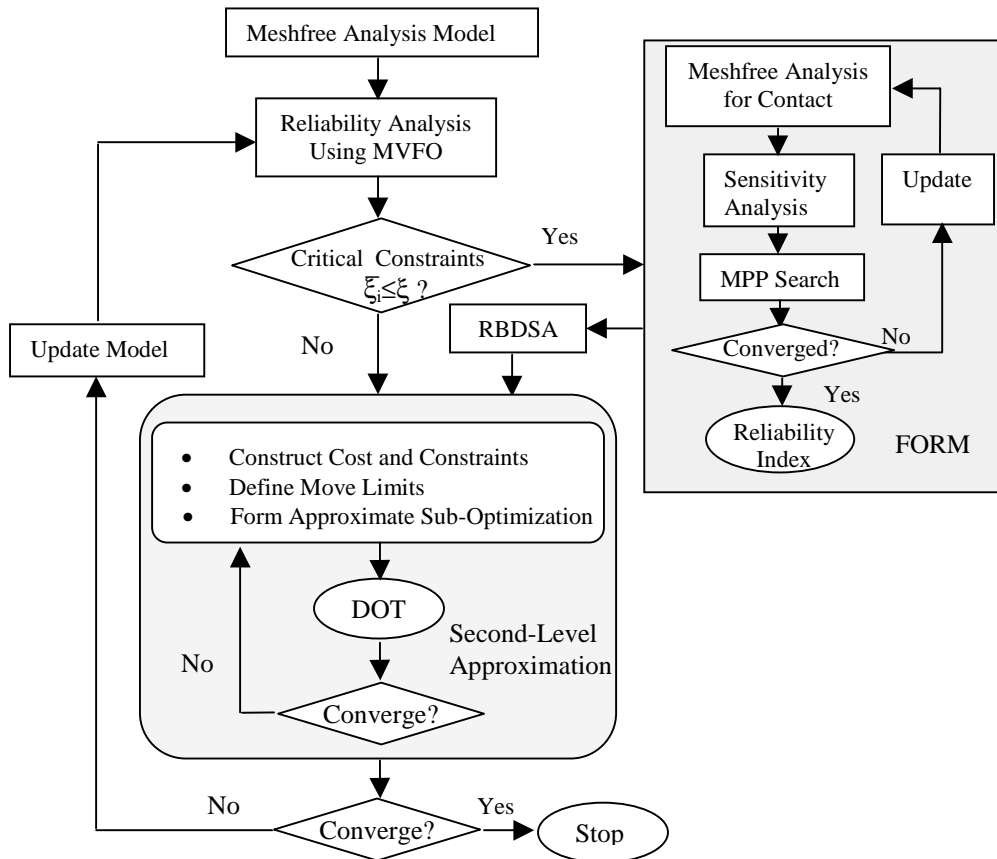 Meshfree Analysis Model
Reliability Analysis
Using MVFO
Critical Constraints
ξ̅ᵢ≤ξ ?
Yes
No
Update Model
RBDSA
Meshfree Analysis
for Contact
Sensitivity
Analysis
Update
MPP Search
Converged?
No
Yes
Reliability
Index
FORM
• Construct Cost and Constraints
• Define Move Limits
• Form Approximate Sub-Optimization
DOT
Second-Level
Approximation
No
Converge?
No
Converge?
Yes
Stop